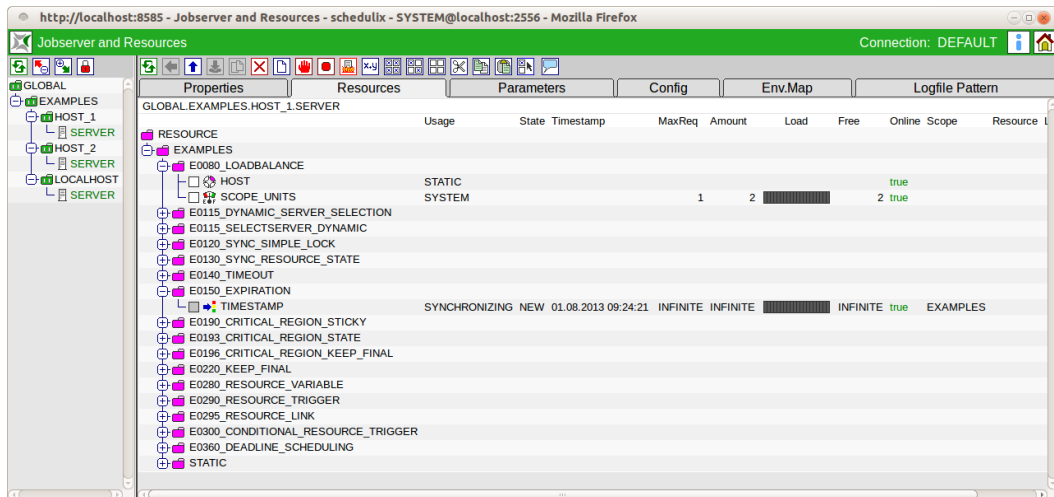 http://localhost:8585 - Jobserver and Resources - schedulix - SYSTEM@localhost:2556 - Mozilla Firefox
Jobserver and Resources Connection: DEFAULT
GLOBAL
EXAMPLES
HOST_1
SERVER
HOST_2
SERVER
LOCALHOST
SERVER
x.y
Properties Resources Parameters Config Env.Map Logfile Pattern
GLOBAL.EXAMPLES.HOST_1.SERVER
Usage State Timestamp MaxReq Amount Load Free Online Scope Resource L
RESOURCE
EXAMPLES
E0080_LOADBALANCE
HOST STATIC true
SCOPE_UNITS SYSTEM 1 2 2 true
E0115_DYNAMIC_SERVER_SELECTION
E0115_SELECTSERVER_DYNAMIC
E0120_SYNC_SIMPLE_LOCK
E0130_SYNC_RESOURCE_STATE
E0140_TIMEOUT
E0150_EXPIRATION
TIMESTAMP SYNCHRONIZING NEW 01.08.2013 09:24:21 INFINITE INFINITE INFINITE true EXAMPLES
E0190_CRITICAL_REGION_STICKY
E0193_CRITICAL_REGION_STATE
E0196_CRITICAL_REGION_KEEP_FINAL
E0220_KEEP_FINAL
E0280_RESOURCE_VARIABLE
E0290_RESOURCE_TRIGGER
E0295_RESOURCE_LINK
E0300_CONDITIONAL_RESOURCE_TRIGGER
E0360_DEADLINE_SCHEDULING
STATIC